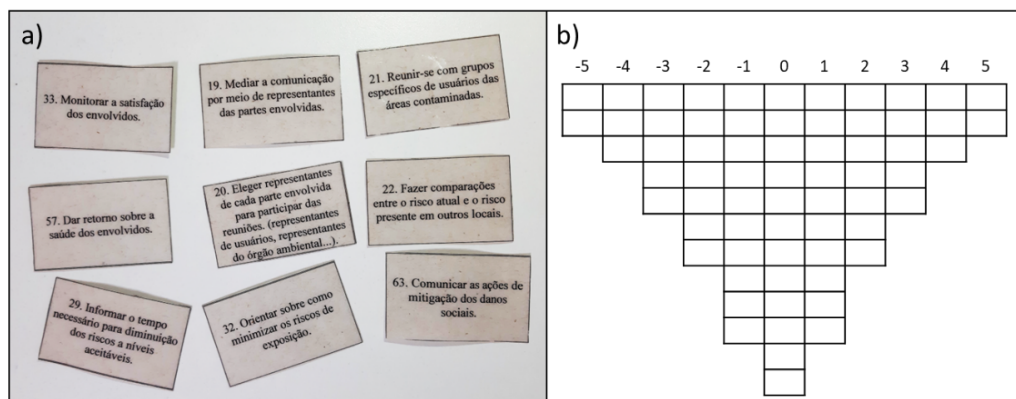 a)
33. Monitorar a satisfação
dos envolvidos.
19. Mediar a comunicação
por meio de representantes
das partes envolvidas.
21. Reunir-se com grupos
específicos de usuários das
áreas contaminadas.
57. Dar retorno sobre a
saúde dos envolvidos.
20. Eleger representantes
de cada parte envolvida
para participar das
reuniões. (representantes
de usuários, representantes
do órgão ambiental...).
22. Fazer comparações
entre o risco atual e o risco
presente em outros locais.
29. Informar o tempo
necessário para diminuição
dos riscos a níveis
aceitáveis.
32. Orientar sobre como
minimizar os riscos de
exposição.
63. Comunicar as ações de
mitigação dos danos
sociais.
b)
-5 -4 -3 -2 -1 0 1 2 3 4 5